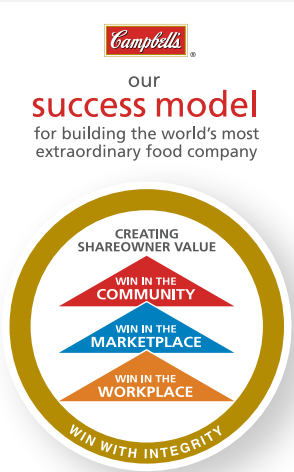 Campbell's
®
our
success model
for building the world's most
extraordinary food company
CREATING
SHAREOWNER VALUE
WIN IN THE
COMMUNITY
WIN IN THE
MARKETPLACE
WIN IN THE
WORKPLACE
WIN WITH INTEGRITY